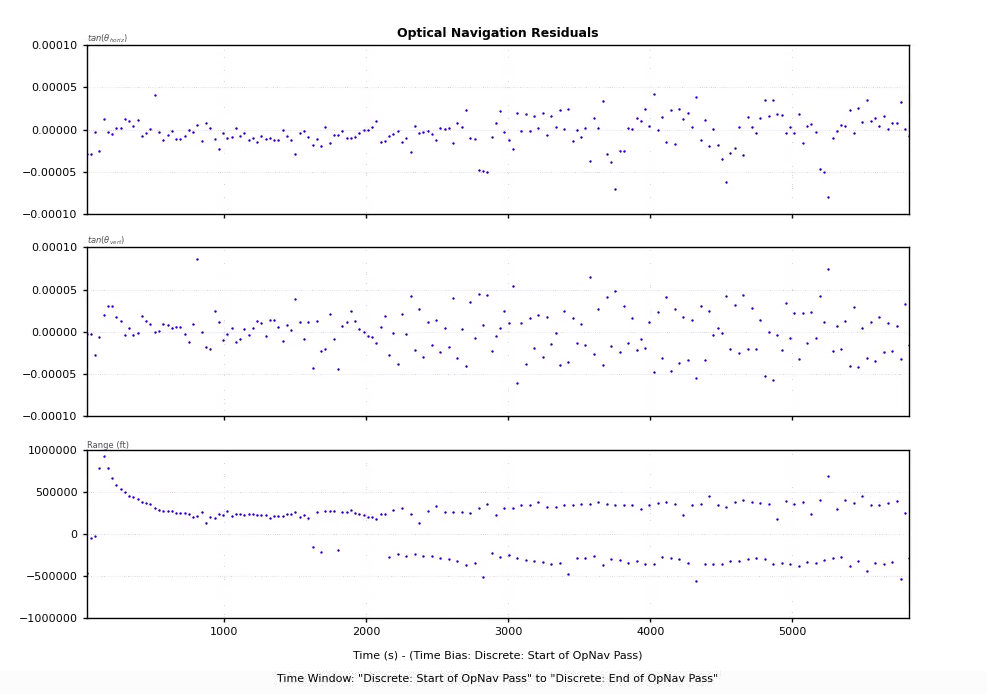 Optical Navigation Residuals
tan(θhoriz)
0.00010
0.00005
0.00000
−0.00005
−0.00010
tan(θvert)
0.00010
0.00005
0.00000
−0.00005
−0.00010
Range (ft)
1000000
500000
0
−500000
−1000000
1000 2000 3000 4000 5000
Time (s) - (Time Bias: Discrete: Start of OpNav Pass)
Time Window: "Discrete: Start of OpNav Pass" to "Discrete: End of OpNav Pass"